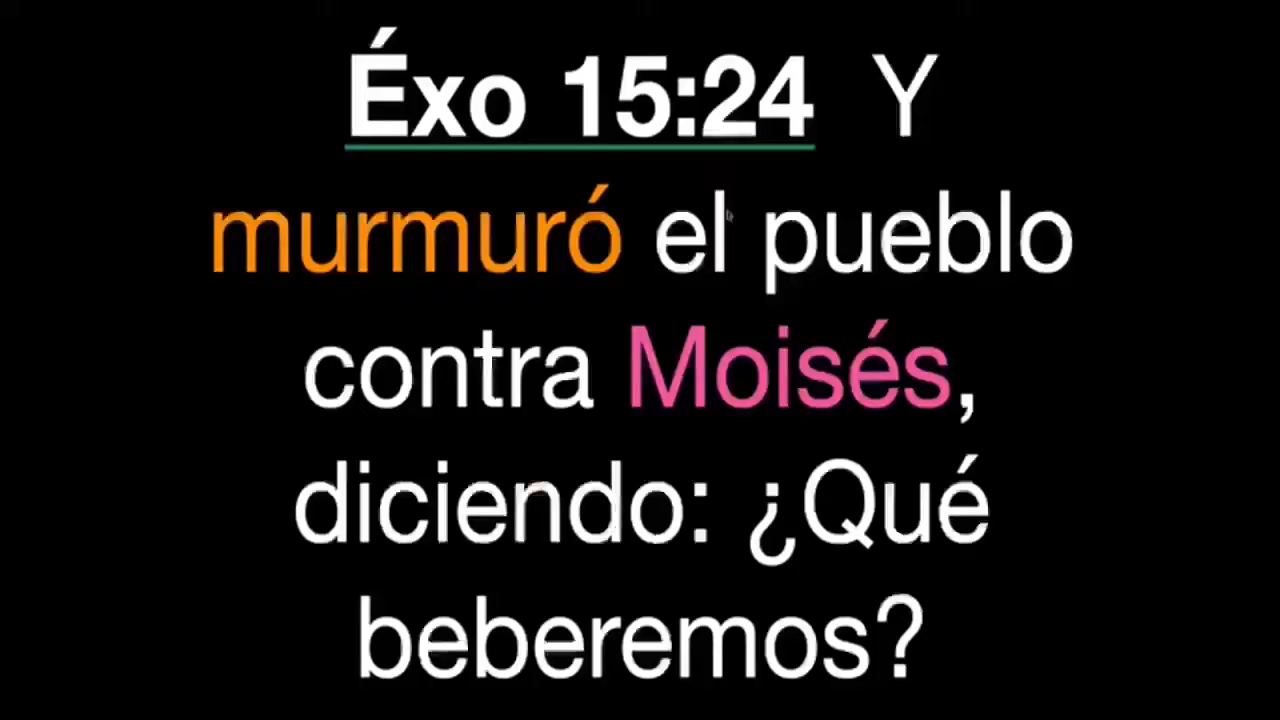 Éxo 15:24 Y
murmuró el pueblo
contra Moisés,
diciendo: ¿Qué
beberemos?